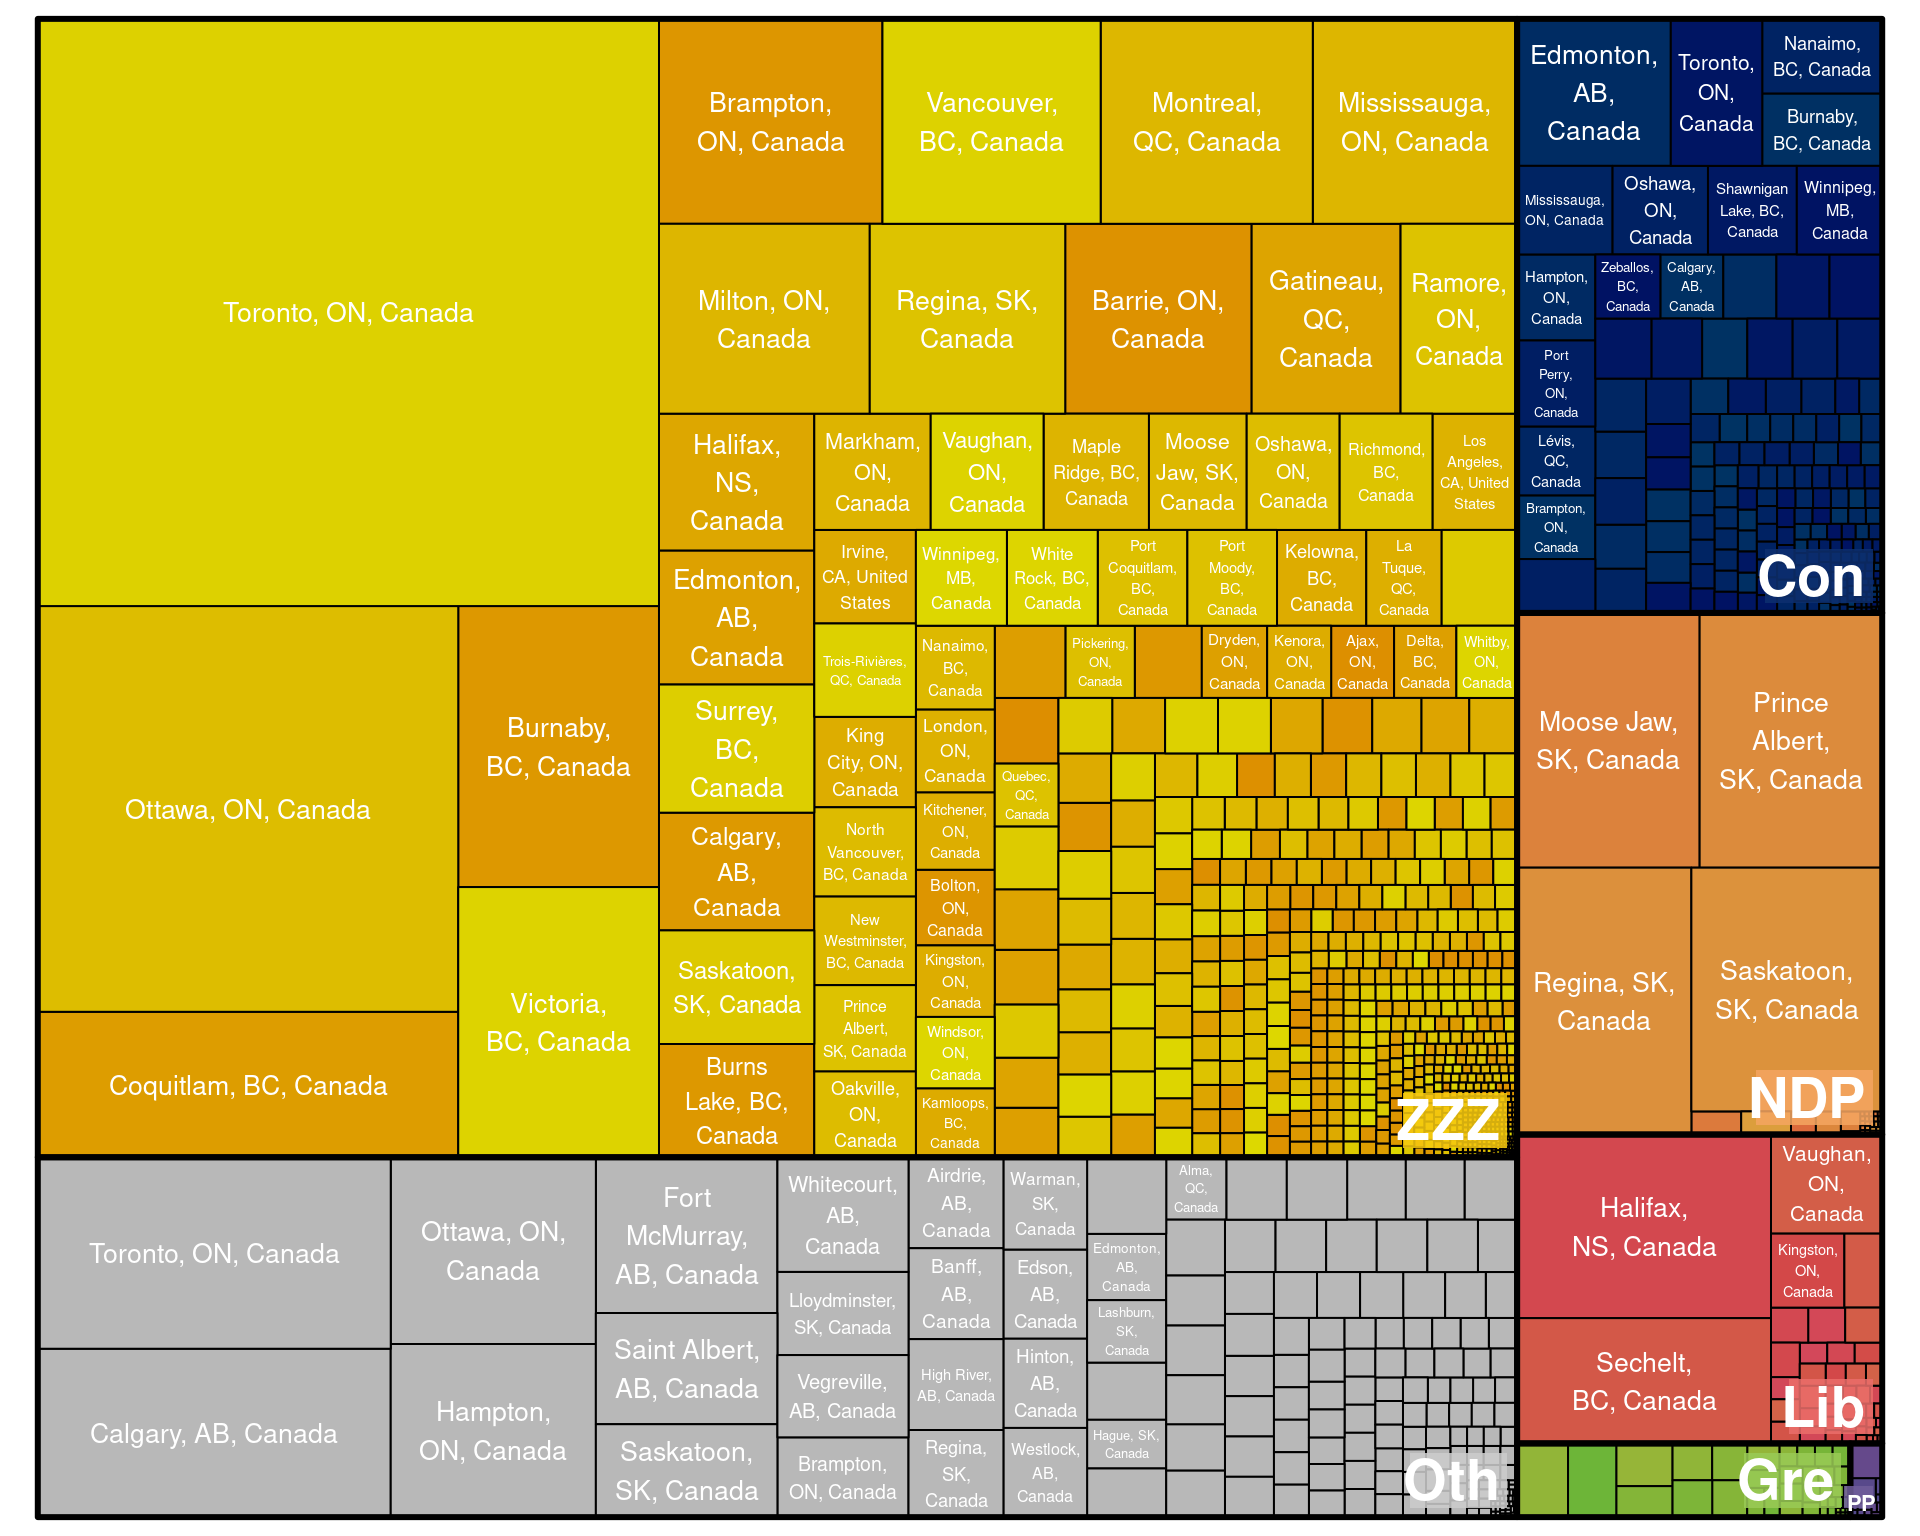 Toronto, ON, Canada
Ottawa, ON, Canada
Coquitlam, BC, Canada
Burnaby,
BC, Canada
Victoria,
BC, Canada
Brampton,
ON, Canada
Vancouver,
BC, Canada
Montreal,
QC, Canada
Mississauga,
ON, Canada
Milton, ON,
Canada
Regina, SK,
Canada
Barrie, ON,
Canada
Gatineau,
QC,
Canada
Ramore,
ON,
Canada
Halifax,
NS,
Canada
Edmonton,
AB,
Canada
Surrey,
BC,
Canada
Calgary,
AB,
Canada
Saskatoon,
SK, Canada
Burns
Lake, BC,
Canada
Markham,
ON,
Canada
Vaughan,
ON,
Canada
Maple
Ridge, BC,
Canada
Moose
Jaw, SK,
Canada
Oshawa,
ON,
Canada
Richmond,
BC,
Canada
Los
Angeles,
CA, United
States
Irvine,
CA, United
States
Trois-Rivières,
QC, Canada
King
City, ON,
Canada
North
Vancouver,
BC, Canada
New
Westminster,
BC, Canada
Prince
Albert,
SK, Canada
Oakville,
ON,
Canada
Winnipeg,
MB,
Canada
White
Rock, BC,
Canada
Port
Coquitlam,
BC,
Canada
Port
Moody,
BC,
Canada
Kelowna,
BC,
Canada
La
Tuque,
QC,
Canada
Nanaimo,
BC,
Canada
London,
ON,
Canada
Kitchener,
ON,
Canada
Bolton,
ON,
Canada
Kingston,
ON,
Canada
Windsor,
ON,
Canada
Kamloops,
BC,
Canada
Pickering,
ON,
Canada
Dryden,
ON,
Canada
Kenora,
ON,
Canada
Ajax,
ON,
Canada
Delta,
BC,
Canada
Whitby,
ON,
Canada
Quebec,
QC,
Canada
ZZZ
Toronto, ON, Canada
Calgary, AB, Canada
Ottawa, ON,
Canada
Hampton,
ON, Canada
Fort
McMurray,
AB, Canada
Saint Albert,
AB, Canada
Saskatoon,
SK, Canada
Whitecourt,
AB,
Canada
Lloydminster,
SK, Canada
Vegreville,
AB, Canada
Brampton,
ON, Canada
Airdrie,
AB,
Canada
Banff,
AB,
Canada
High River,
AB, Canada
Regina,
SK,
Canada
Warman,
SK,
Canada
Edson,
AB,
Canada
Hinton,
AB,
Canada
Westlock,
AB,
Canada
Edmonton,
AB,
Canada
Lashburn,
SK,
Canada
Hague, SK,
Canada
Alma,
QC,
Canada
Oth
Edmonton,
AB,
Canada
Toronto,
ON,
Canada
Nanaimo,
BC, Canada
Burnaby,
BC, Canada
Mississauga,
ON, Canada
Oshawa,
ON,
Canada
Shawnigan
Lake, BC,
Canada
Winnipeg,
MB,
Canada
Hampton,
ON,
Canada
Zeballos,
BC,
Canada
Calgary,
AB,
Canada
Port
Perry,
ON,
Canada
Lévis,
QC,
Canada
Brampton,
ON,
Canada
Con
Moose Jaw,
SK, Canada
Prince
Albert,
SK, Canada
Regina, SK,
Canada
Saskatoon,
SK, Canada
NDP
Halifax,
NS, Canada
Sechelt,
BC, Canada
Vaughan,
ON,
Canada
Kingston,
ON,
Canada
Lib
Gre
PP